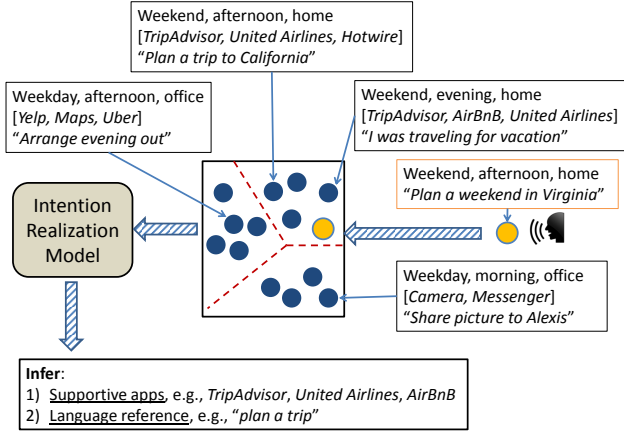 Weekend, afternoon, home
[TripAdvisor, United Airlines, Hotwire]
“Plan a trip to California”
Weekday, afternoon, office
[Yelp, Maps, Uber]
“Arrange evening out”
Weekend, evening, home
[TripAdvisor, AirBnB, United Airlines]
“I was traveling for vacation”
Weekend, afternoon, home
“Plan a weekend in Virginia”
Intention
Realization
Model
Weekday, morning, office
[Camera, Messenger]
“Share picture to Alexis”
Infer:
1) Supportive apps, e.g., TripAdvisor, United Airlines, AirBnB
2) Language reference, e.g., “plan a trip”